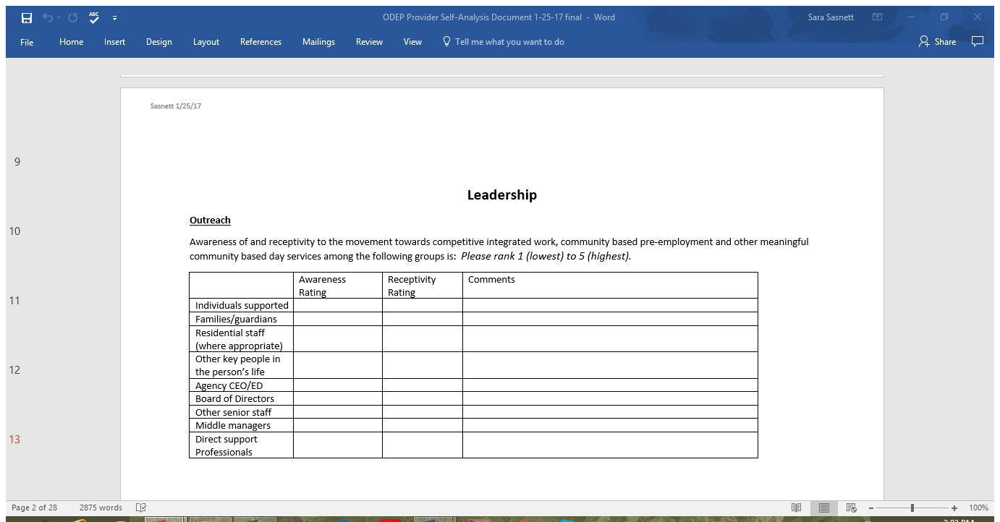 ABC
ODEP Provider Self-Analysis Document 1-25-17 final - Word
Sara Sasnett
File Home Insert Design Layout References Mailings Review View Tell me what you want to do Share
Sasnett 1/25/17
9
10
11
12
13
Leadership
Outreach
Awareness of and receptivity to the movement towards competitive integrated work, community based pre-employment and other meaningful
community based day services among the following groups is: Please rank 1 (lowest) to 5 (highest).
Awareness Receptivity Comments
Rating Rating
Individuals supported
Families/guardians
Residential staff
(where appropriate)
Other key people in
the person's life
Agency CEO/ED
Board of Directors
Other senior staff
Middle managers
Direct support
Professionals
Page 2 of 28 2875 words 100%